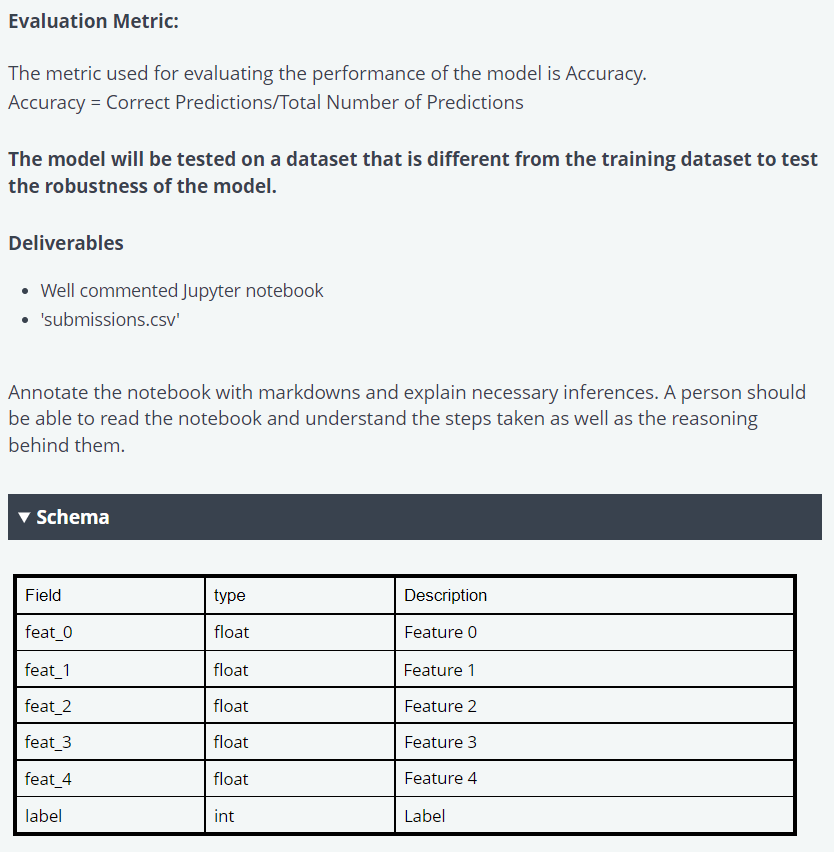 Evaluation Metric:
The metric used for evaluating the performance of the model is Accuracy.
Accuracy = Correct Predictions/Total Number of Predictions
The model will be tested on a dataset that is different from the training dataset to test
the robustness of the model.
Deliverables
• Well commented Jupyter notebook
• 'submissions.csv'
Annotate the notebook with markdowns and explain necessary inferences. A person should
be able to read the notebook and understand the steps taken as well as the reasoning
behind them.
▼ Schema
Field type Description
feat_0 float Feature 0
feat_1 float Feature 1
feat_2 float Feature 2
feat_3 float Feature 3
feat_4 float Feature 4
label int Label